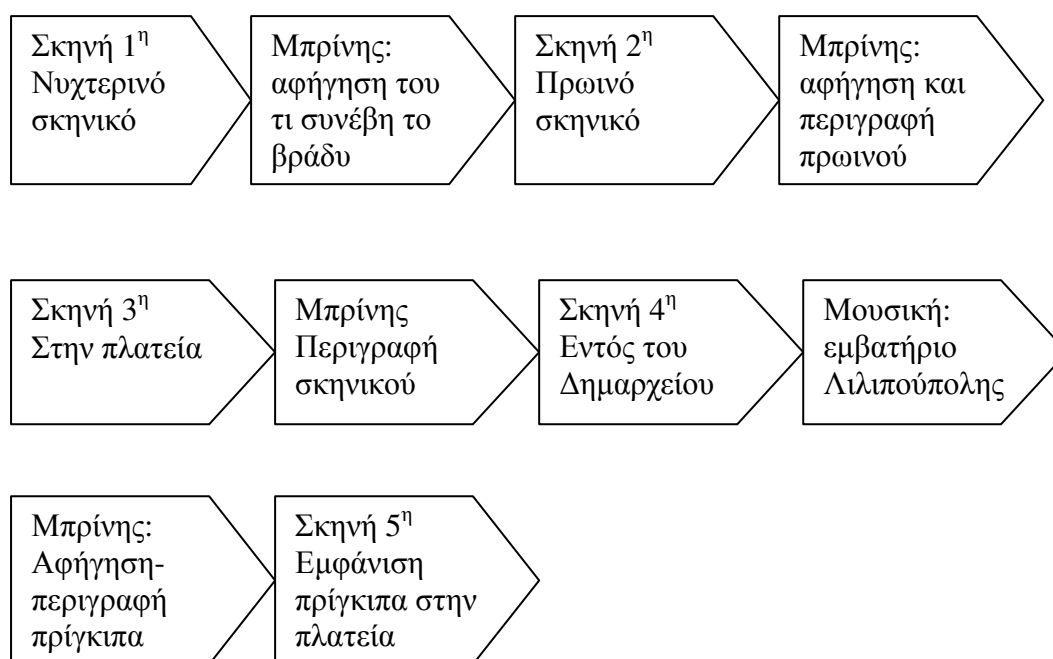 Σκηνή 1η
Νυχτερινό
σκηνικό
Μπρίνης:
αφήγηση του
τι συνέβη το
βράδυ
Σκηνή 2η
Πρωινό
σκηνικό
Μπρίνης:
αφήγηση και
περιγραφή
πρωινού
Σκηνή 3η
Στην πλατεία
Μπρίνης
Περιγραφή
σκηνικού
Σκηνή 4η
Εντός του
Δημαρχείου
Μουσική:
εμβατήριο
Λιλιπούπολης
Μπρίνης:
Αφήγηση-
περιγραφή
πρίγκιπα
Σκηνή 5η
Εμφάνιση
πρίγκιπα στην
πλατεία